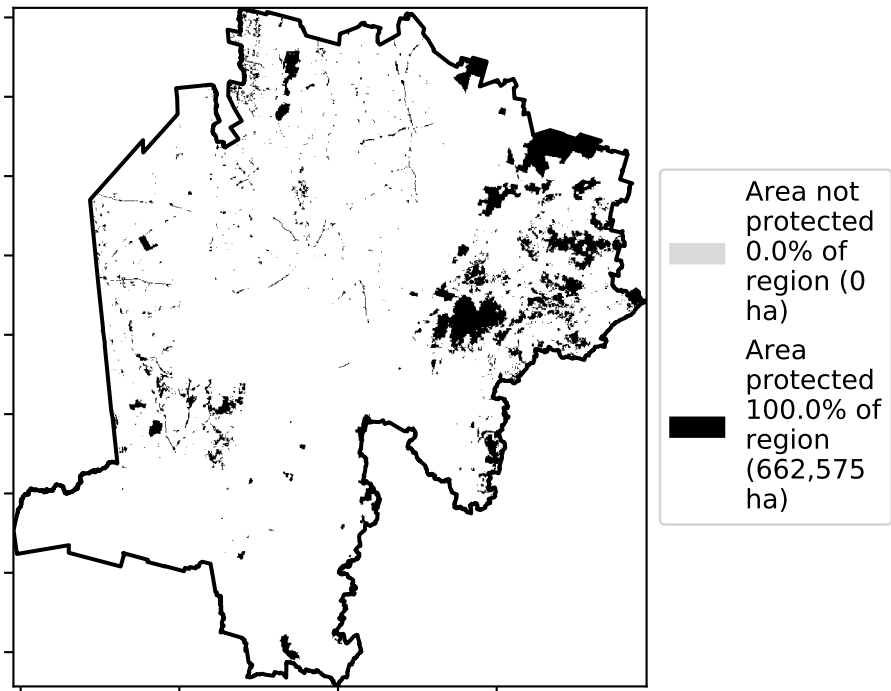 Area not
protected
0.0% of
region (0
ha)
Area
protected
100.0% of
region
(662,575
ha)